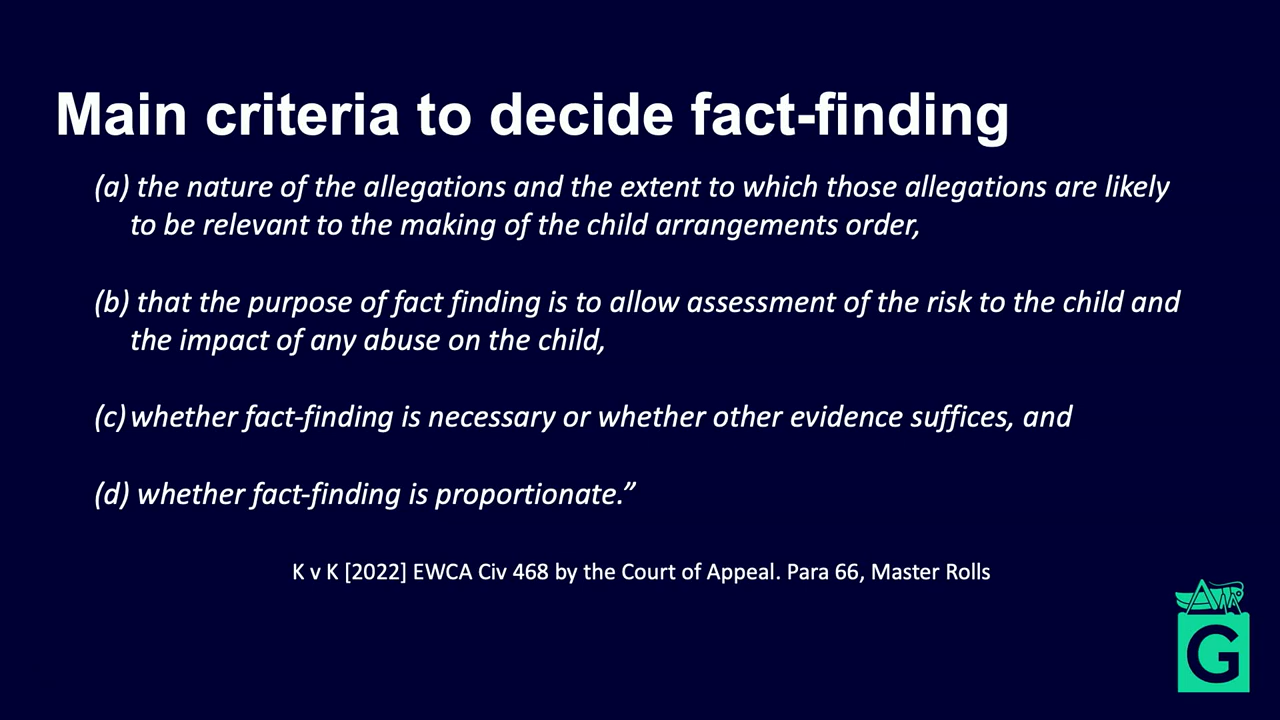 Main criteria to decide fact-finding
(a) the nature of the allegations and the extent to which those allegations are likely
to be relevant to the making of the child arrangements order,
(b) that the purpose of fact finding is to allow assessment of the risk to the child and
the impact of any abuse on the child,
(c) whether fact-finding is necessary or whether other evidence suffices, and
(d) whether fact-finding is proportionate.”
K v K [2022] EWCA Civ 468 by the Court of Appeal. Para 66, Master Rolls
G